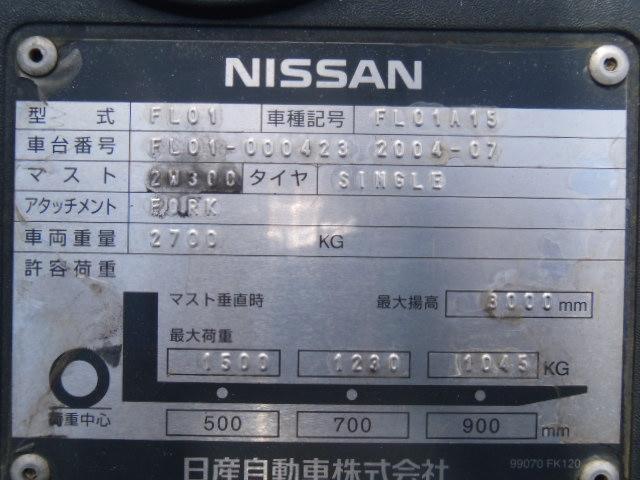 NISSAN
型式 FL01 車種記号 FL01A15
車台番号 FL01-000423 2004-07
マスト 2W300 タイヤ SINGLE
アタッチメント FORK
車両重量 2700 KG
許容荷重
マスト垂直時 最大揚高 3000 mm
最大荷重
1500 1230 1045 KG
荷重中心 500 700 900 mm
日産自動車株式会社 99070 FK120